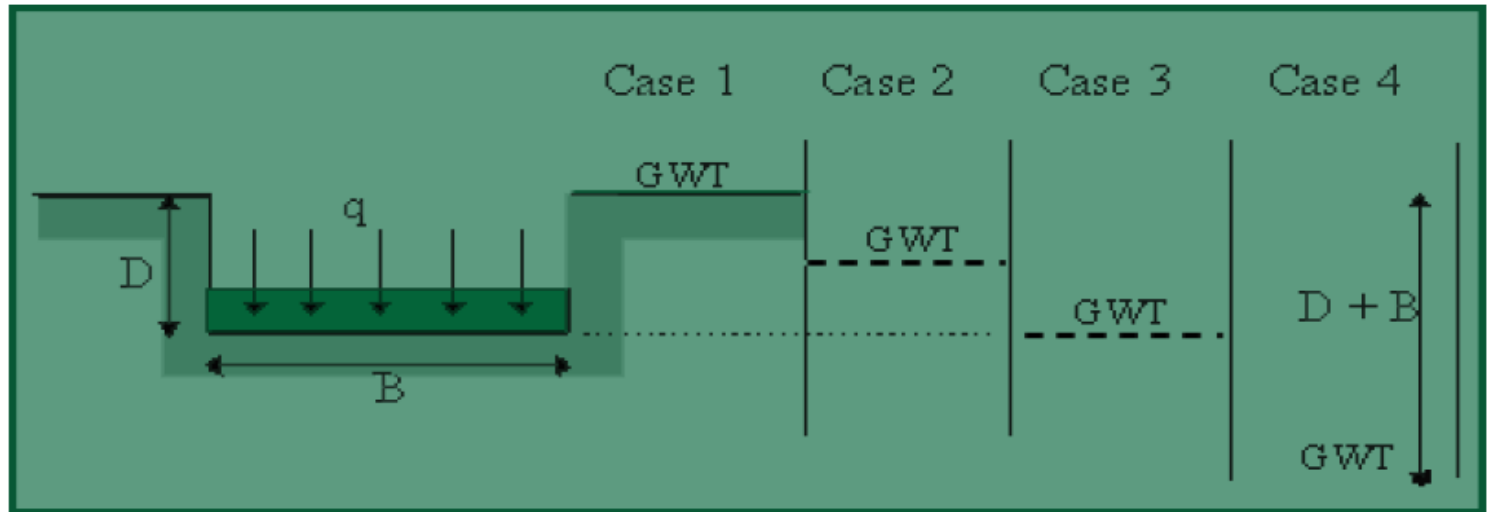 Case 1 Case 2 Case 3 Case 4
GWT
q
GWT
D
GWT
D + B
B
GWT